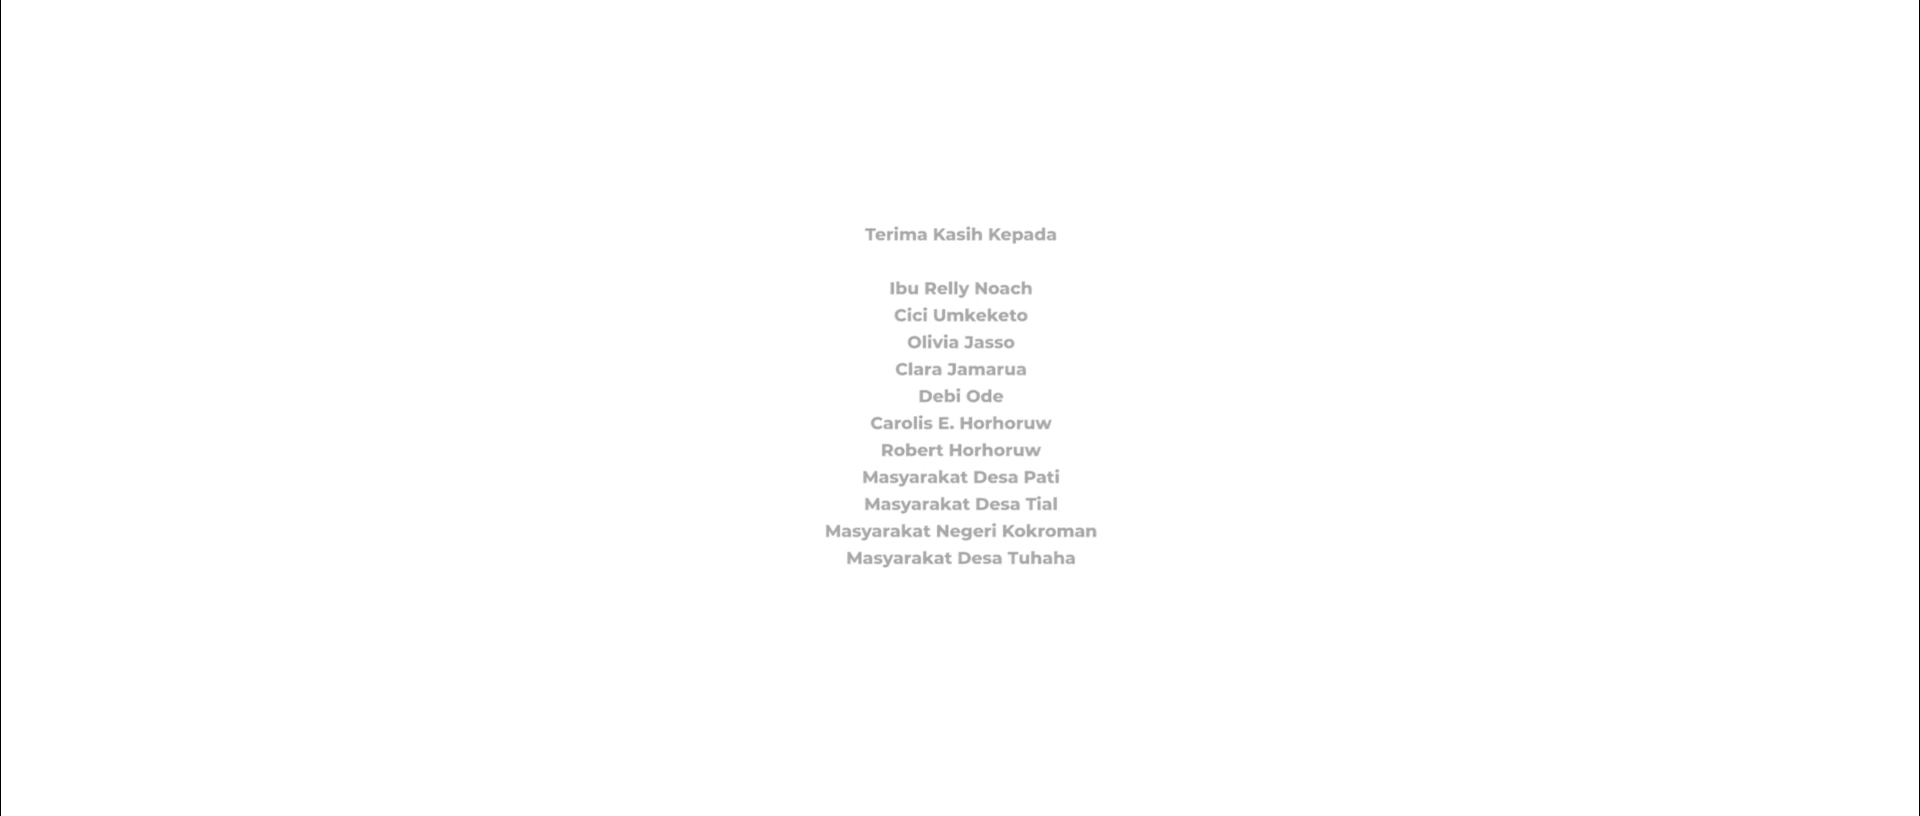 Terima Kasih Kepada
Ibu Relly Noach
Cici Umkeketo
Olivia Jasso
Clara Jamarua
Debi Ode
Carolis E. Horhoruw
Robert Horhoruw
Masyarakat Desa Pati
Masyarakat Desa Tial
Masyarakat Negeri Kokroman
Masyarakat Desa Tuhaha